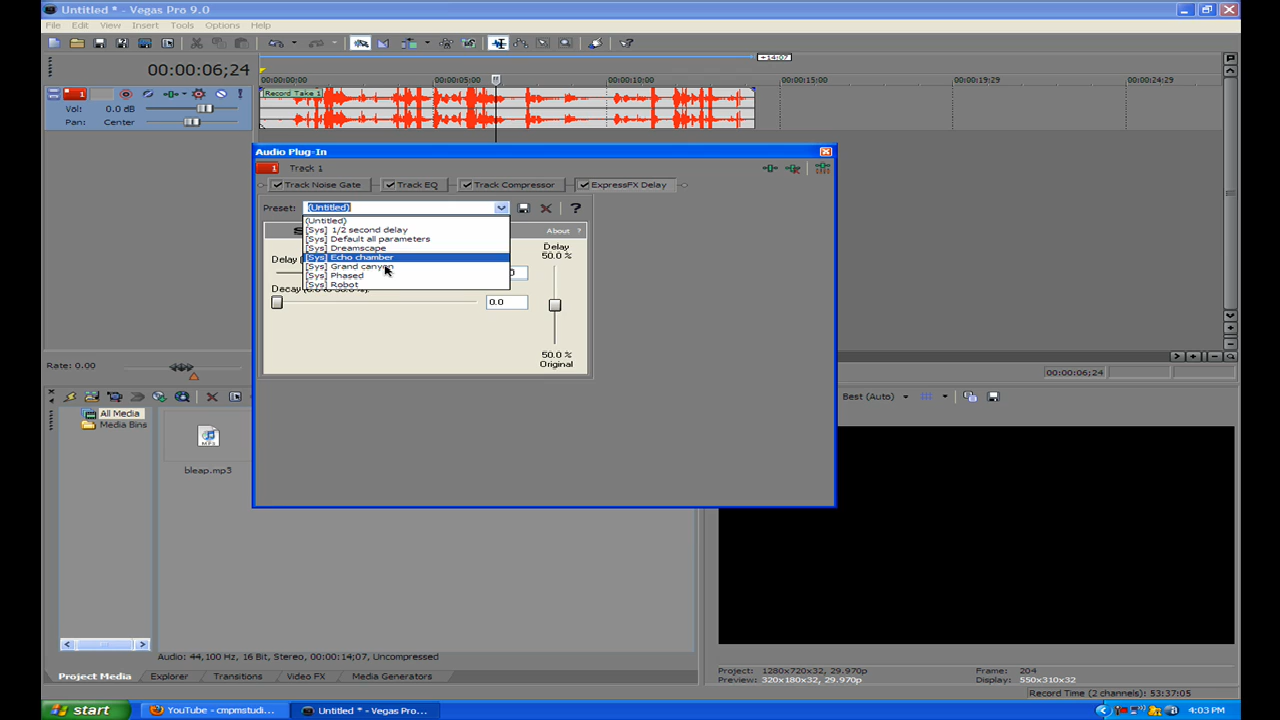 Untitled * - Vegas Pro 9.0
File Edit View Insert Tools Options Help
+14:07
00:00:06;24
00:00:00:00 00:00:05:00 00:00:10:00 00:00:15:00 00:00:19:29 00:00:24:29
1
Record Take 1
Vol: 0.0 dB
Pan: Center
Audio Plug-In
1 Track 1
Track Noise Gate Track EQ Track Compressor ExpressFX Delay
Preset: (Untitled)
(Untitled)
[Sys] 1/2 second delay
[Sys] Default all parameters
[Sys] Dreamscape
[Sys] Echo chamber
[Sys] Grand canyon
[Sys] Phased
[Sys] Robot
About ?
Delay
50.0 %
Delay [
0
0.0
50.0 %
Original
Rate: 0.00
00:00:06;24
All Media
Media Bins
bleap.mp3
Best (Auto)
Audio: 44,100 Hz, 16 Bit, Stereo, 00:00:14;07, Uncompressed
Project Media Explorer Transitions Video FX Media Generators
Project: 1280x720x32, 29.970p
Preview: 320x180x32, 29.970p
Frame: 204
Display: 550x310x32
Record Time (2 channels): 53:37:05
start
YouTube - cmpmstudi...
Untitled * - Vegas Pro...
4:03 PM